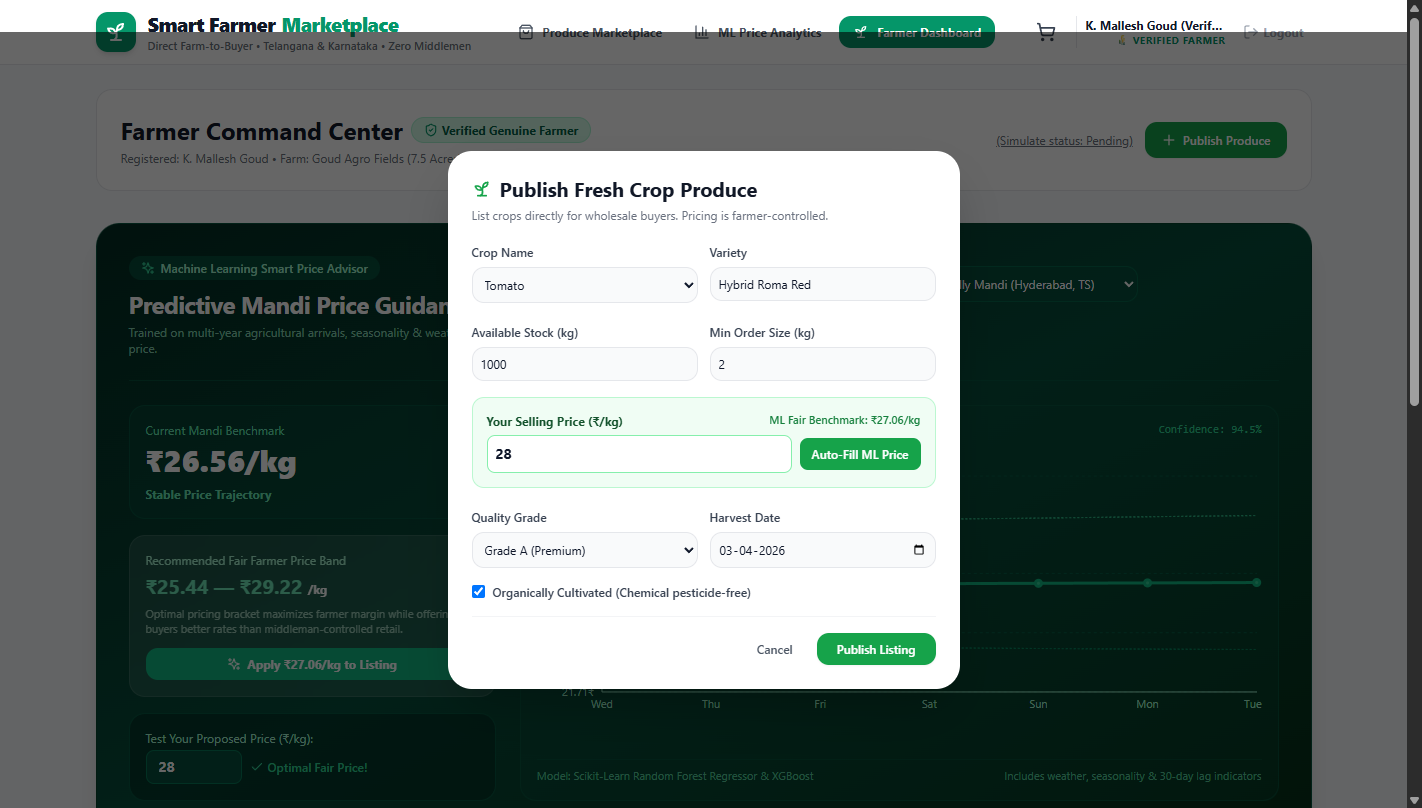 Smart Farmer Marketplace
Direct Farm-to-Buyer • Telangana & Karnataka • Zero Middlemen
Produce Marketplace
ML Price Analytics
Farmer Dashboard
K. Mallesh Goud (Verif...
VERIFIED FARMER
Logout
Farmer Command Center
Verified Genuine Farmer
Registered: K. Mallesh Goud • Farm: Goud Agro Fields (7.5 Acre
(Simulate status: Pending)
Publish Produce
Machine Learning Smart Price Advisor
Predictive Mandi Price Guidan
Trained on multi-year agricultural arrivals, seasonality &
price.
Mandi (Hyderabad, TS)
Current Mandi Benchmark
₹26.56/kg
Stable Price Trajectory
Confidence: 94.5%
Recommended Fair Farmer Price Band
₹25.44 — ₹29.22 /kg
Optimal pricing bracket maximizes farmer margin while offerin
buyers better rates than middleman-controlled retail.
Apply ₹27.06/kg to Listing
Test Your Proposed Price (₹/kg):
28
Optimal Fair Price!
Publish Fresh Crop Produce
List crops directly for wholesale buyers. Pricing is farmer-controlled.
Crop Name
Variety
Tomato
Hybrid Roma Red
Available Stock (kg)
Min Order Size (kg)
1000
2
Your Selling Price (₹/kg)
ML Fair Benchmark: ₹27.06/kg
28
Auto-Fill ML Price
Quality Grade
Harvest Date
Grade A (Premium)
03-04-2026
Organically Cultivated (Chemical pesticide-free)
Cancel
Publish Listing
21.71₹
Wed
Thu
Fri
Sat
Sun
Mon
Tue
Model: Scikit-Learn Random Forest Regressor & XGBoost
Includes weather, seasonality & 30-day lag indicators